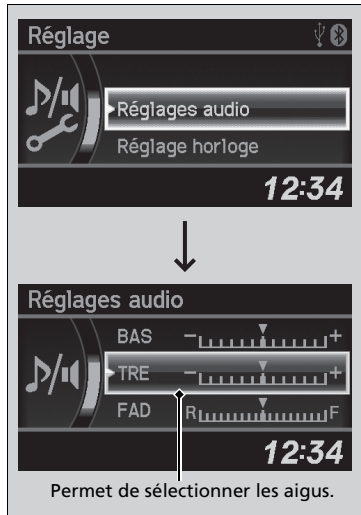 Réglage
Réglages audio
Réglage horloge
12:34
Réglages audio
BAS - +
TRE - +
FAD R F
12:34
Permet de sélectionner les aigus.